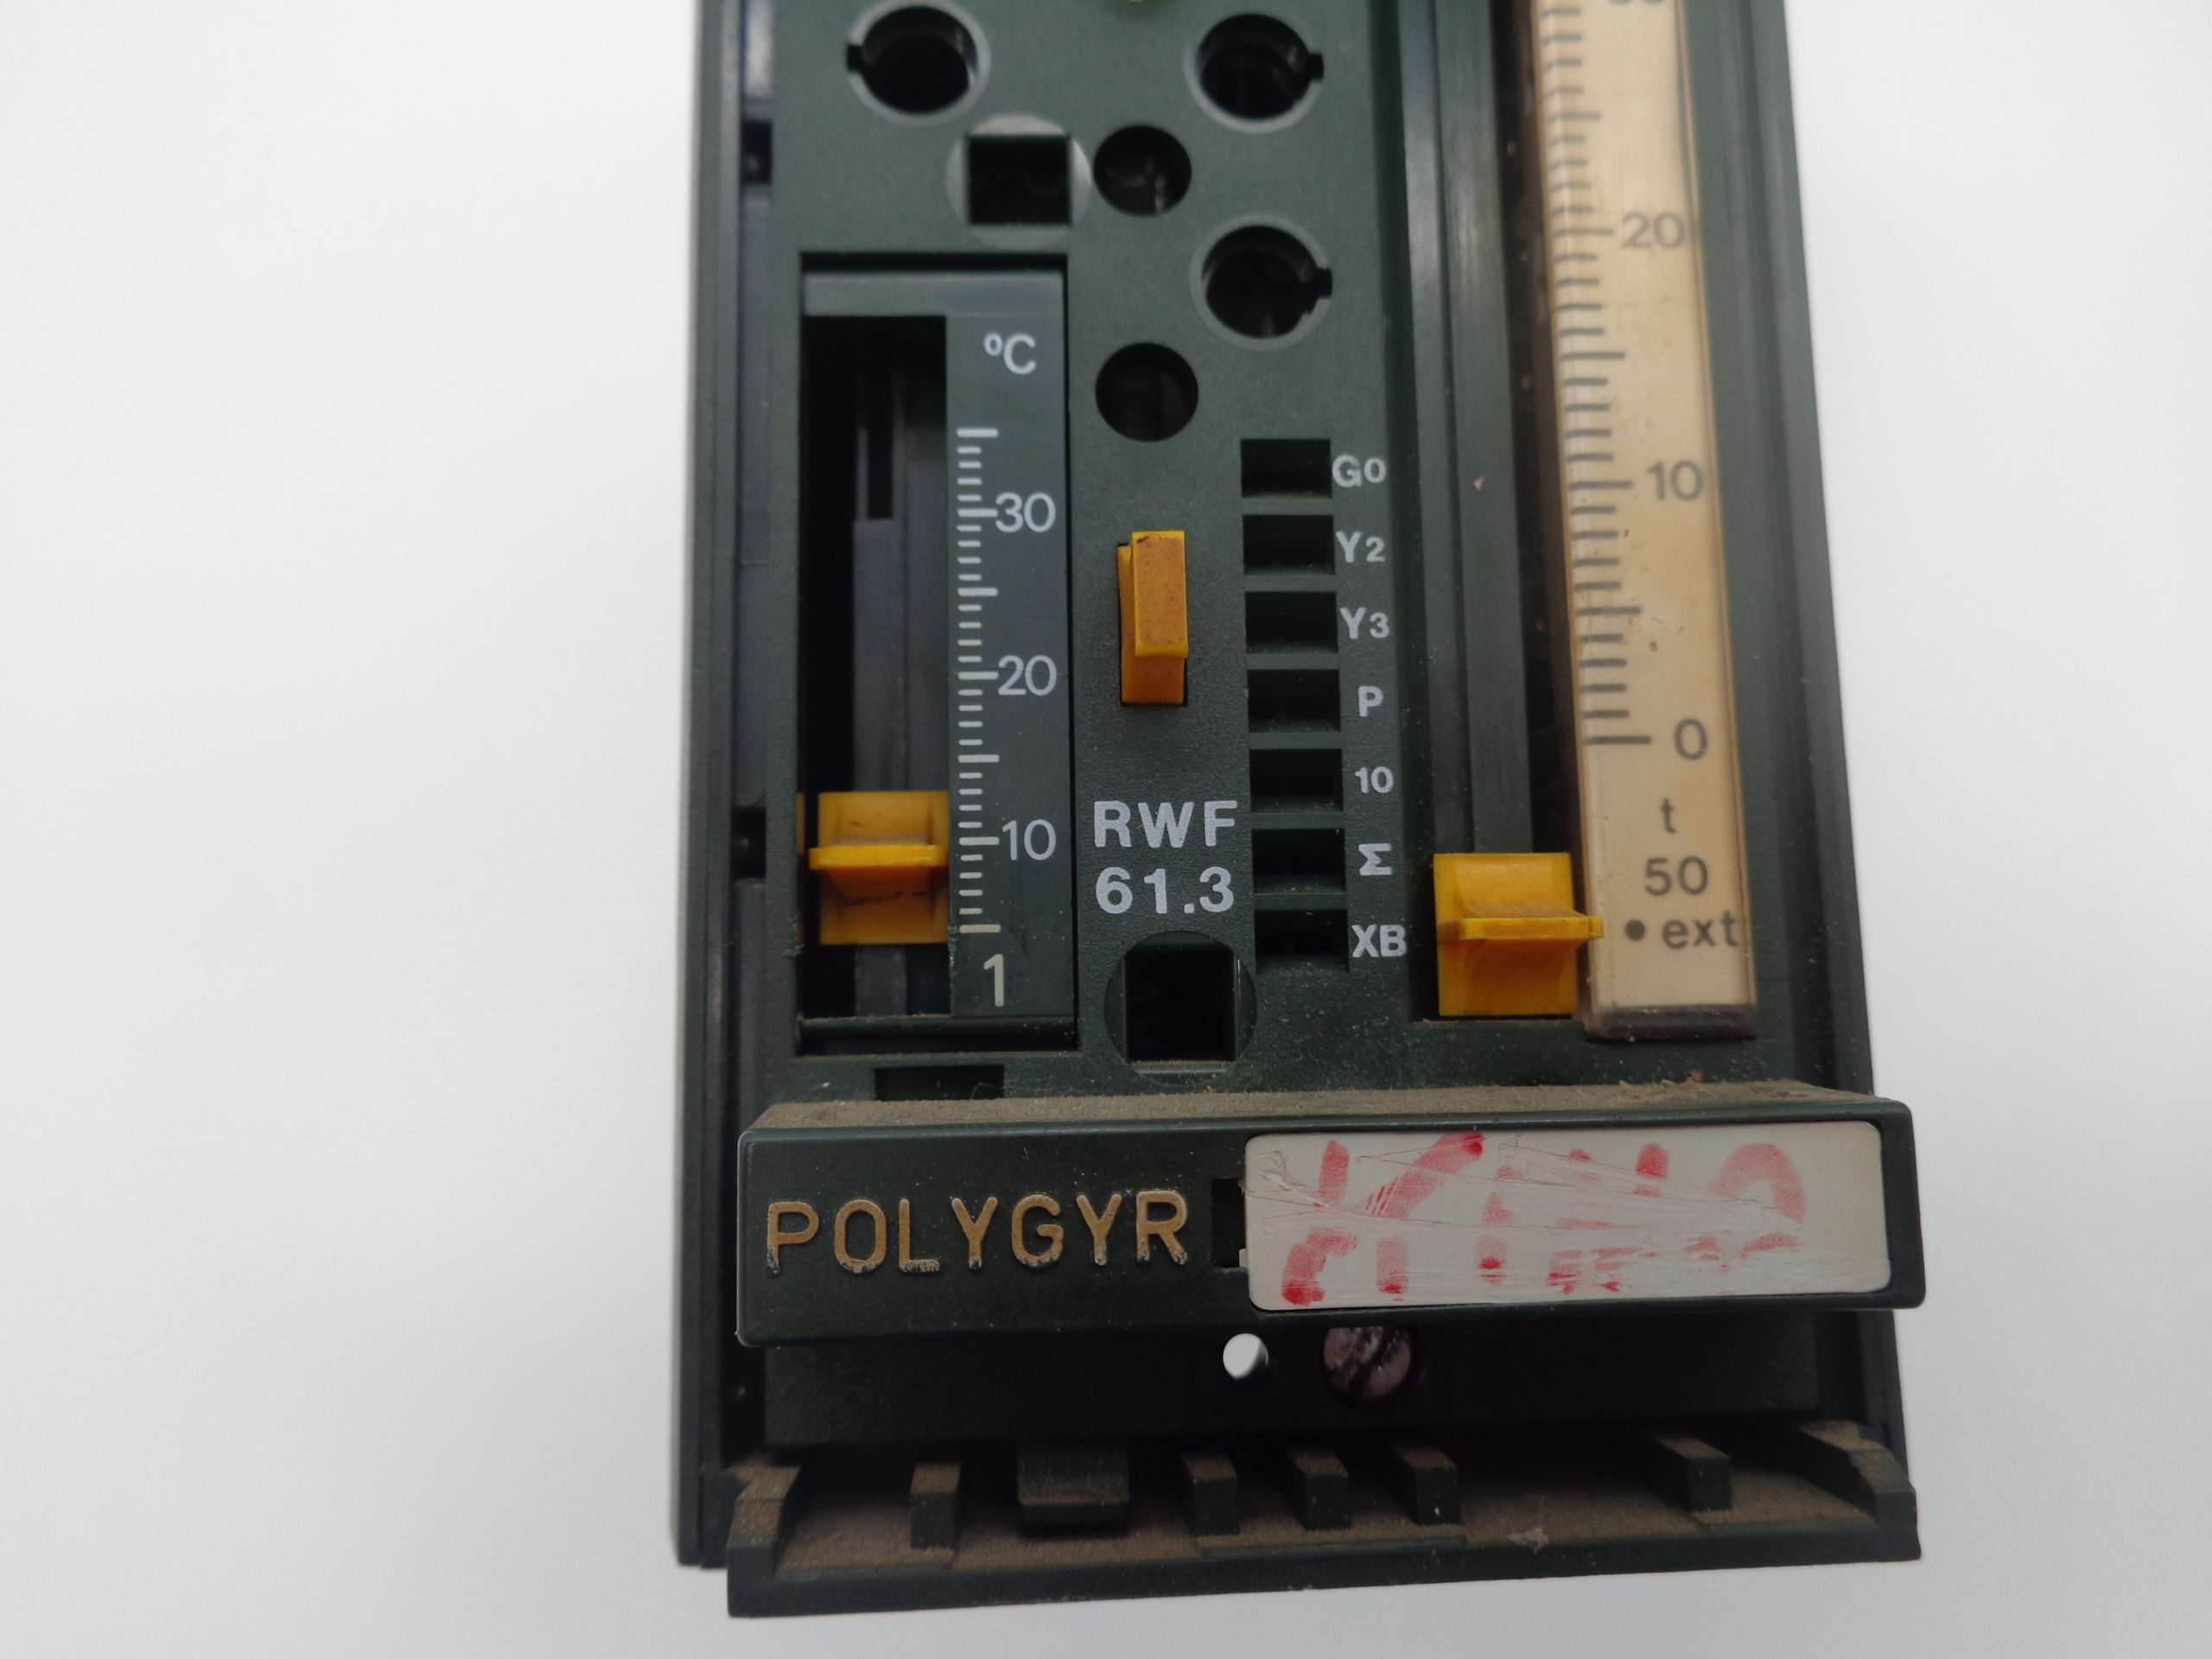 °C
30
20
10
1
G0
Y2
Y3
P
10
Σ
XB
RWF
61.3
20
10
0
t
50
• ext
POLYGYR